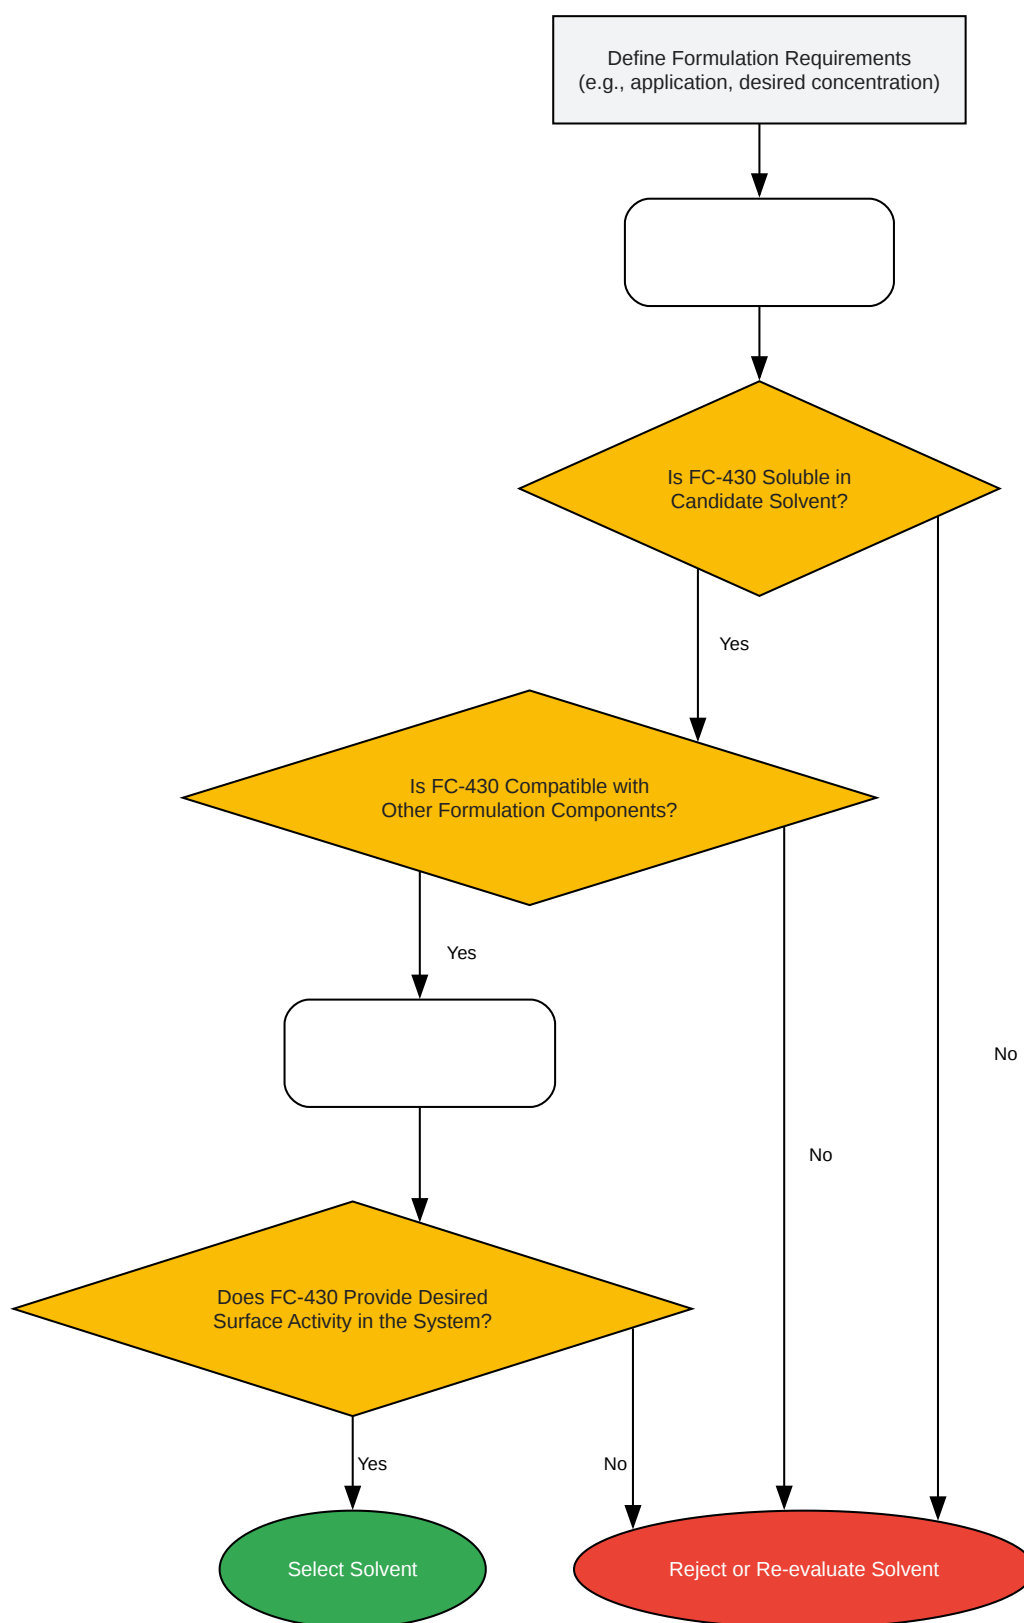 Define Formulation Requirements
(e.g., application, desired concentration)
Is FC-430 Soluble in
Candidate Solvent?
Yes
Is FC-430 Compatible with
Other Formulation Components?
Yes
No
No
Does FC-430 Provide Desired
Surface Activity in the System?
Yes
No
Select Solvent
Reject or Re-evaluate Solvent